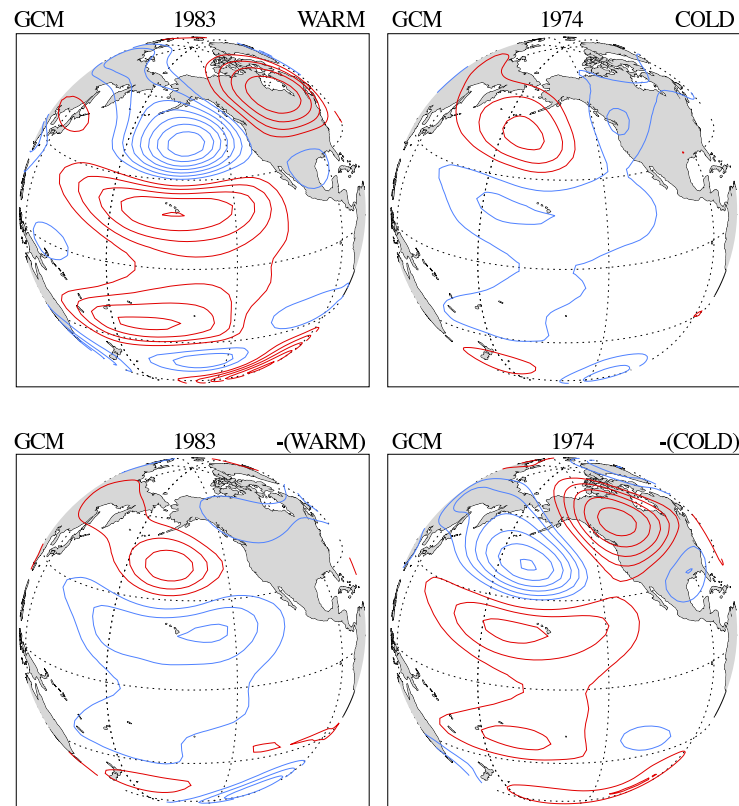 GCM 1983 WARM
GCM 1974 COLD
GCM 1983 -(WARM)
GCM 1974 -(COLD)